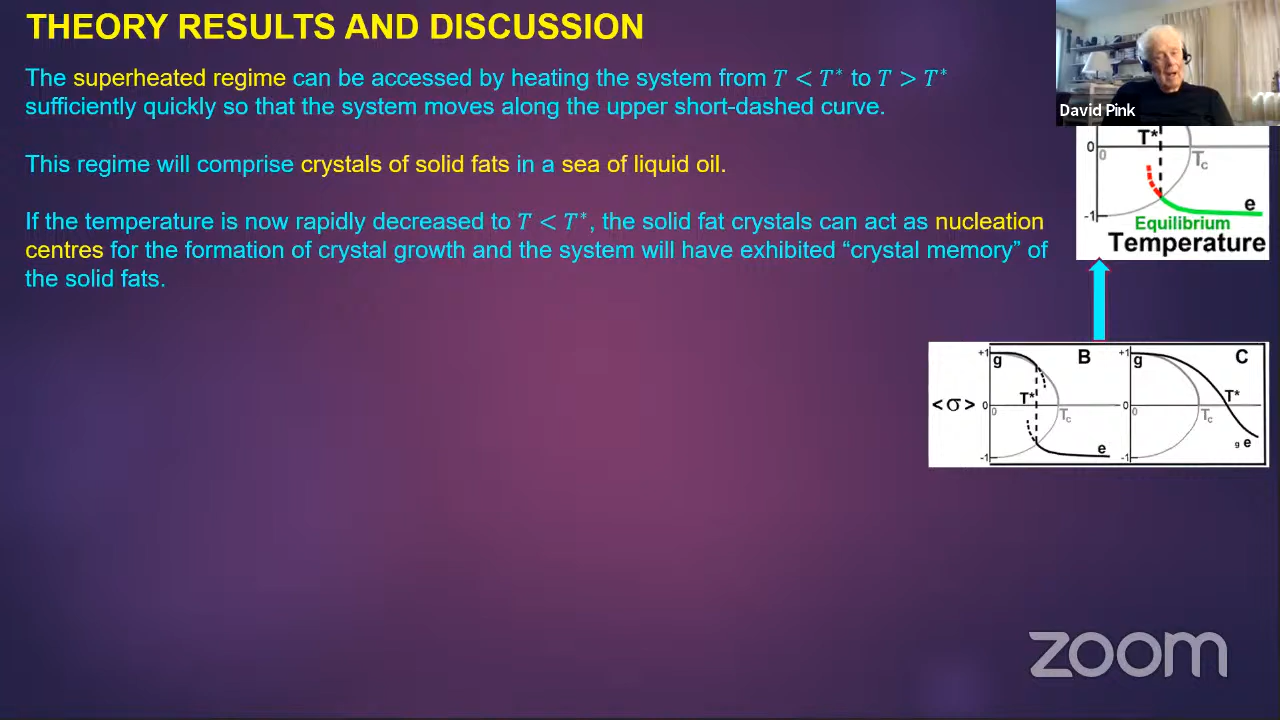 THEORY RESULTS AND DISCUSSION
The superheated regime can be accessed by heating the system from T < T* to T > T*
sufficiently quickly so that the system moves along the upper short-dashed curve.
This regime will comprise crystals of solid fats in a sea of liquid oil.
If the temperature is now rapidly decreased to T < T*, the solid fat crystals can act as nucleation
centres for the formation of crystal growth and the system will have exhibited “crystal memory” of
the solid fats.
David Pink
T*
0
0
Tc
e
-1
Equilibrium
Temperature
+1
g
B
<σ>
0
0
T*
Tc
e
-1
+1
g
C
0
0
T*
Tc
g e
-1
zoom